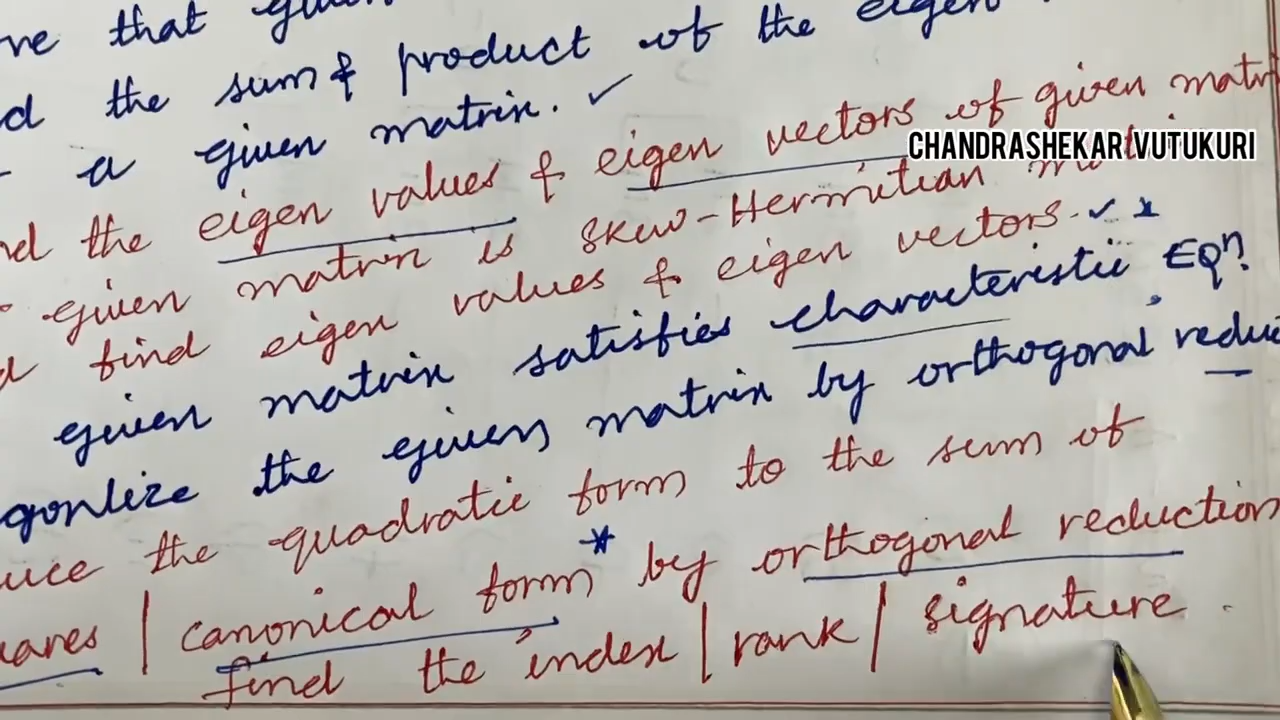 ve that given
d the sum & product of the eigen
a given matrix. ✓
nd the eigen values & eigen vectors of given matri
CHANDRASHEKAR VUTUKURI
given matrix is skew-Hermitian
d find eigen values & eigen vectors. ✓ *
given matrix satisfies characteristic Eqn.
gonlize the given matrix by orthogonal reduc
uce the quadratic form to the sum of
uares | canonical form * by orthogonal reduction
find the index | rank | signature.